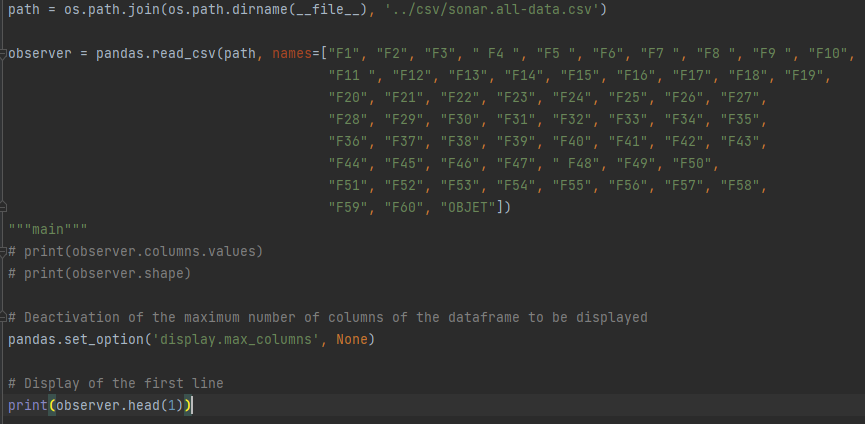 path = os.path.join(os.path.dirname(__file__), '../csv/sonar.all-data.csv')
observer = pandas.read_csv(path, names=["F1", "F2", "F3", " F4 ", "F5 ", "F6", "F7 ", "F8 ", "F9 ", "F10",
"F11 ", "F12", "F13", "F14", "F15", "F16", "F17", "F18", "F19",
"F20", "F21", "F22", "F23", "F24", "F25", "F26", "F27",
"F28", "F29", "F30", "F31", "F32", "F33", "F34", "F35",
"F36", "F37", "F38", "F39", "F40", "F41", "F42", "F43",
"F44", "F45", "F46", "F47", " F48", "F49", "F50",
"F51", "F52", "F53", "F54", "F55", "F56", "F57", "F58",
"F59", "F60", "OBJET"])
"""main"""
# print(observer.columns.values)
# print(observer.shape)
# Deactivation of the maximum number of columns of the dataframe to be displayed
pandas.set_option('display.max_columns', None)
# Display of the first line
print(observer.head(1))